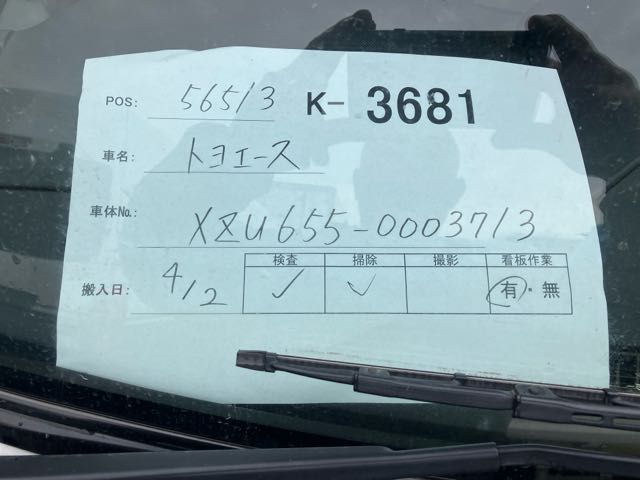 POS: 56513 K- 3681
車名: トヨエース
車体No.: XZU655-0003713
検査 掃除 撮影 看板作業
搬入日: 4/2 ✓ ✓ 有・無